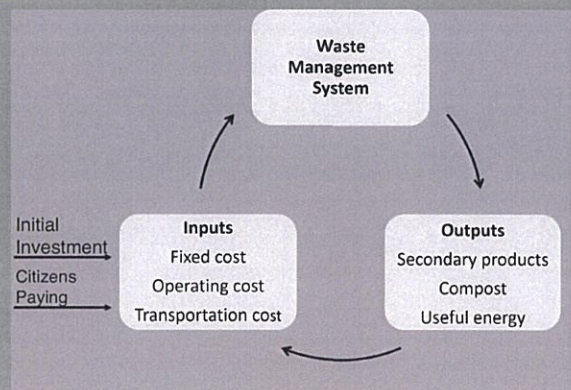 Waste
Management
System
Initial
Investment
Citizens
Paying
Inputs
Fixed cost
Operating cost
Transportation cost
Outputs
Secondary products
Compost
Useful energy